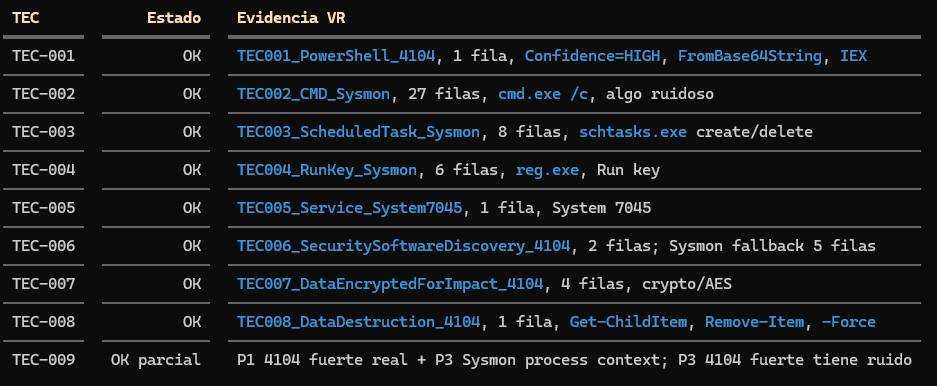 TEC Estado Evidencia VR
TEC-001 OK TEC001_PowerShell_4104, 1 fila, Confidence=HIGH, FromBase64String, IEX
TEC-002 OK TEC002_CMD_Sysmon, 27 filas, cmd.exe /c, algo ruidoso
TEC-003 OK TEC003_ScheduledTask_Sysmon, 8 filas, schtasks.exe create/delete
TEC-004 OK TEC004_RunKey_Sysmon, 6 filas, reg.exe, Run key
TEC-005 OK TEC005_Service_System7045, 1 fila, System 7045
TEC-006 OK TEC006_SecuritySoftwareDiscovery_4104, 2 filas; Sysmon fallback 5 filas
TEC-007 OK TEC007_DataEncryptedForImpact_4104, 4 filas, crypto/AES
TEC-008 OK TEC008_DataDestruction_4104, 1 fila, Get-ChildItem, Remove-Item, -Force
TEC-009 OK parcial P1 4104 fuerte real + P3 Sysmon process context; P3 4104 fuerte tiene ruido